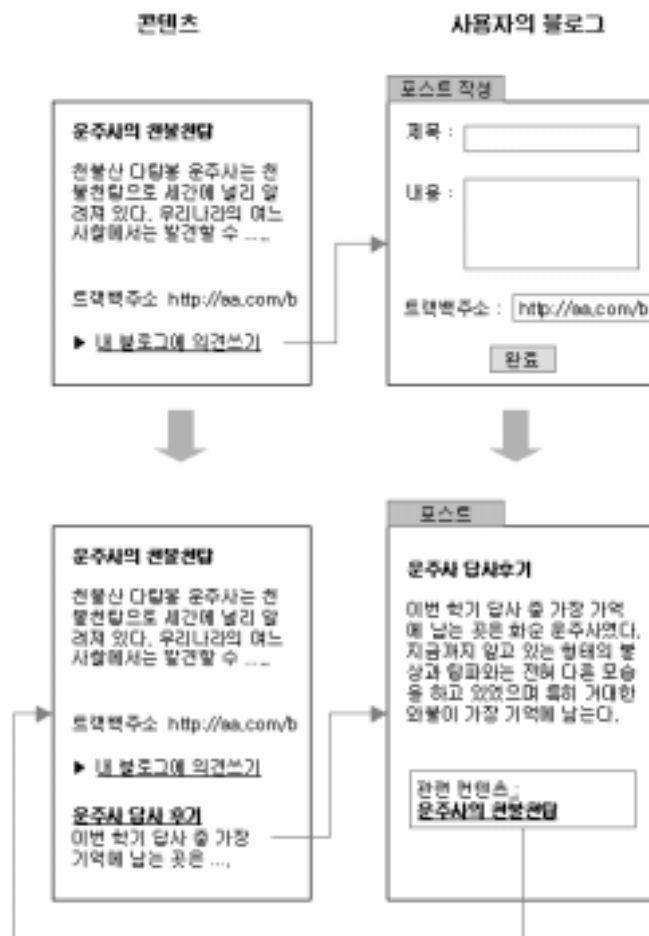 콘텐츠
사용자의 블로그
운주사의 천불천탑
천불산 다탑봉 운주사는 천
불천탑으로 세간에 널리 알
려져 있다. 우리나라의 여느
사찰에서는 발견할 수 ....
트랙백주소 http://aa.com/b
▶ 내 블로그에 의견쓰기
포스트 작성
제목 :
내용 :
트랙백주소 : http://aa.com/b
완료
운주사의 천불천탑
천불산 다탑봉 운주사는 천
불천탑으로 세간에 널리 알
려져 있다. 우리나라의 여느
사찰에서는 발견할 수 ....
트랙백주소 http://aa.com/b
▶ 내 블로그에 의견쓰기
운주사 답사 후기
이번 학기 답사 중 가장
기억에 남는 곳은 ....
포스트
운주사 답사후기
이번 학기 답사 중 가장 기억
에 남는 곳은 화순 운주사였다.
지금까지 알고 있는 형태의 불
상과 탑파와는 전혀 다른 모습
을 하고 있었으며 특히 거대한
와불이 가장 기억에 남는다.
관련 컨텐츠 :
운주사의 천불천탑